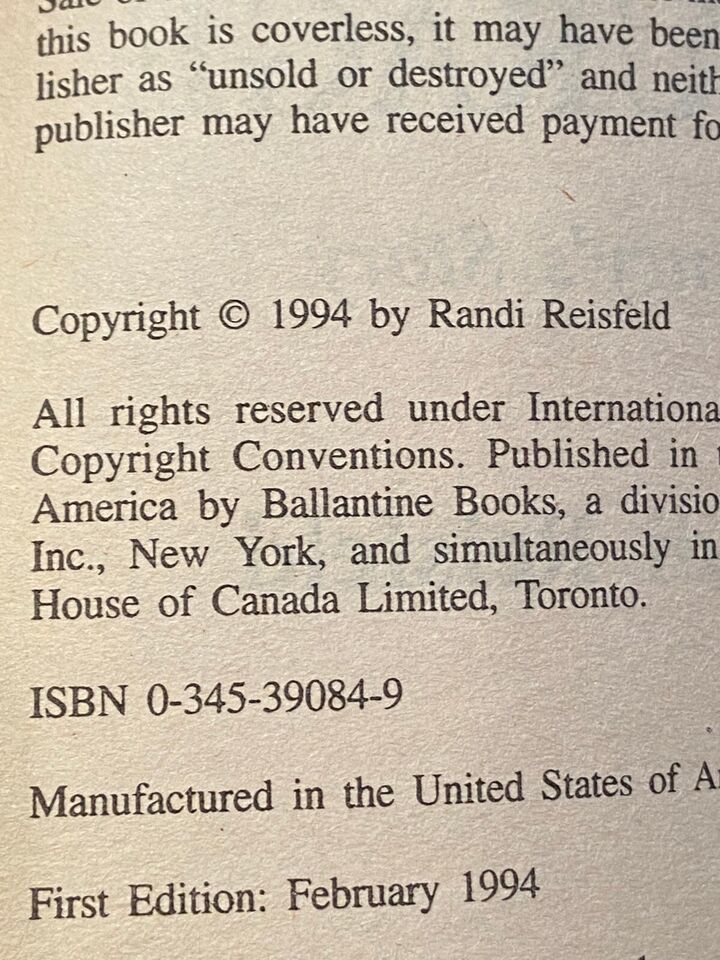 this book is coverless, it may have been
lisher as “unsold or destroyed” and neith
publisher may have received payment fo
Copyright © 1994 by Randi Reisfeld
All rights reserved under Internationa
Copyright Conventions. Published in t
America by Ballantine Books, a divisio
Inc., New York, and simultaneously in
House of Canada Limited, Toronto.
ISBN 0-345-39084-9
Manufactured in the United States of A
First Edition: February 1994